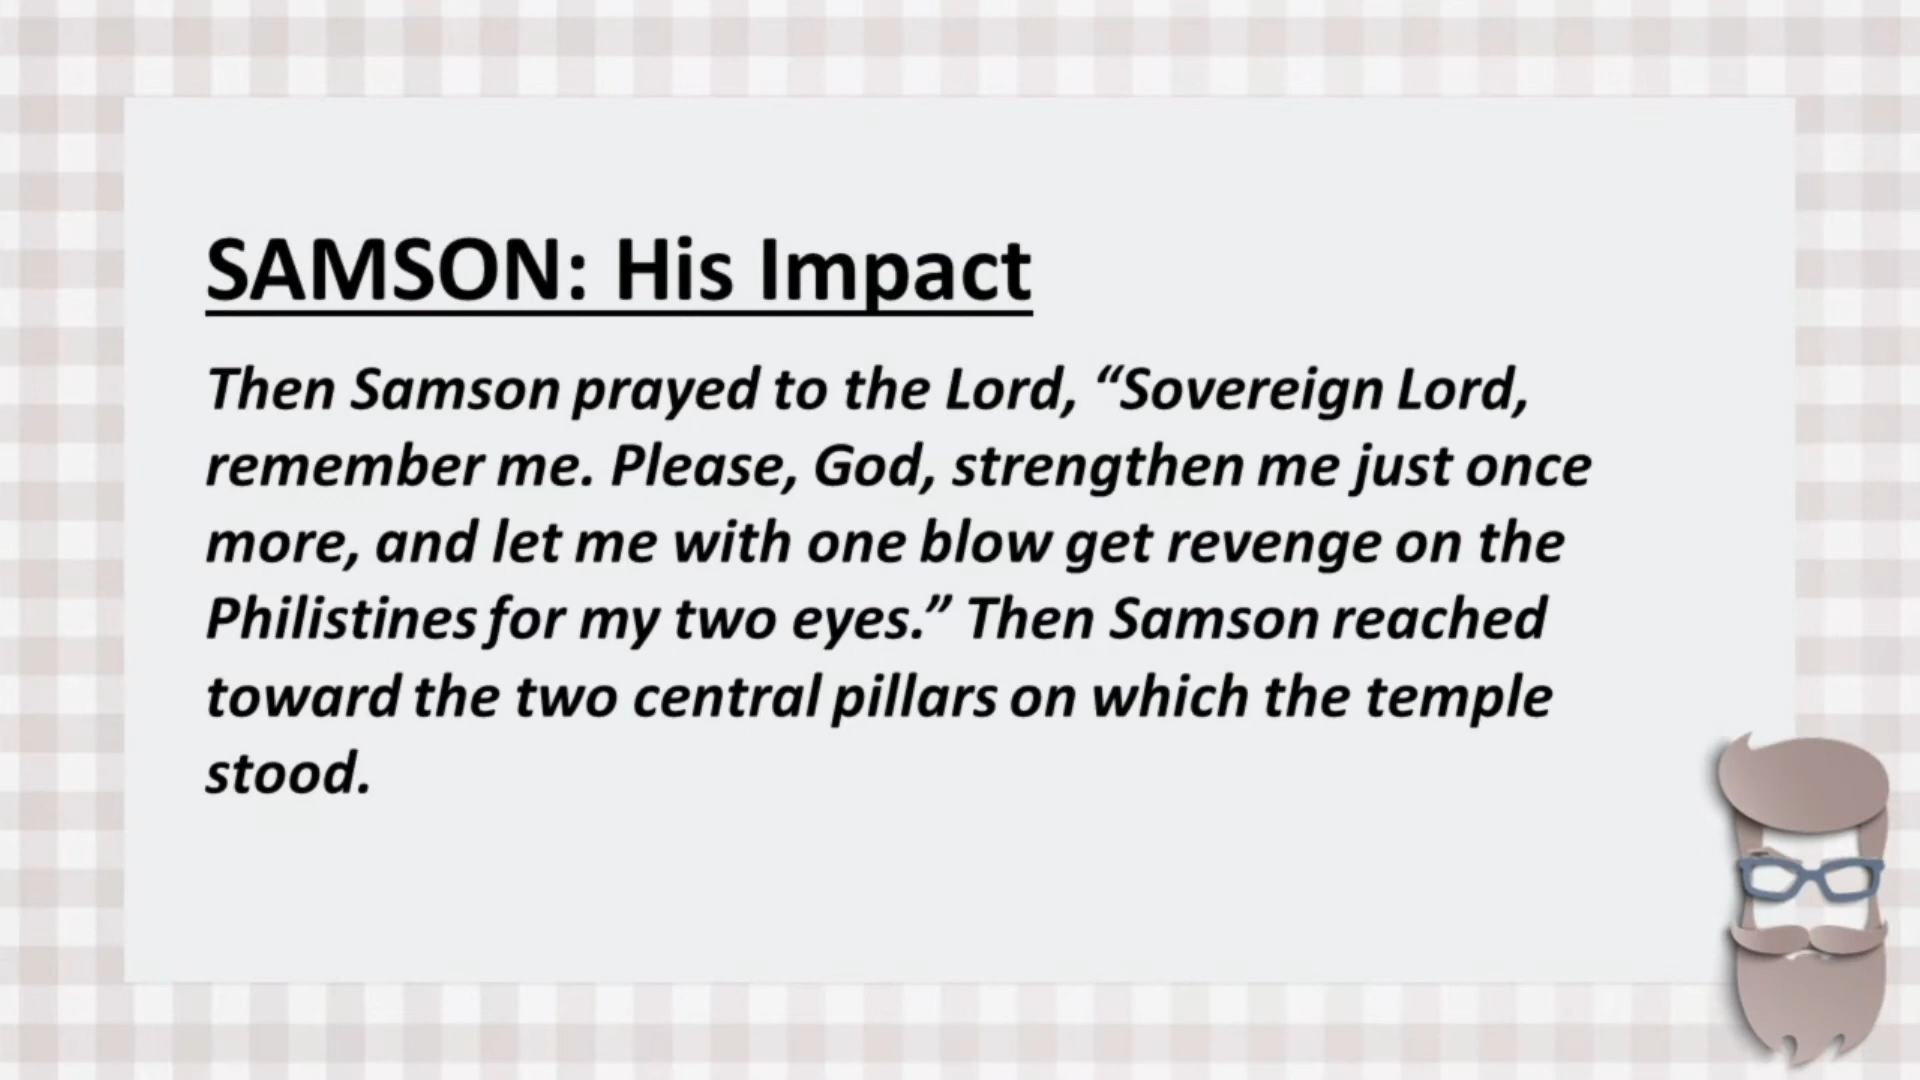 SAMSON: His Impact
Then Samson prayed to the Lord, “Sovereign Lord,
remember me. Please, God, strengthen me just once
more, and let me with one blow get revenge on the
Philistines for my two eyes.” Then Samson reached
toward the two central pillars on which the temple
stood.